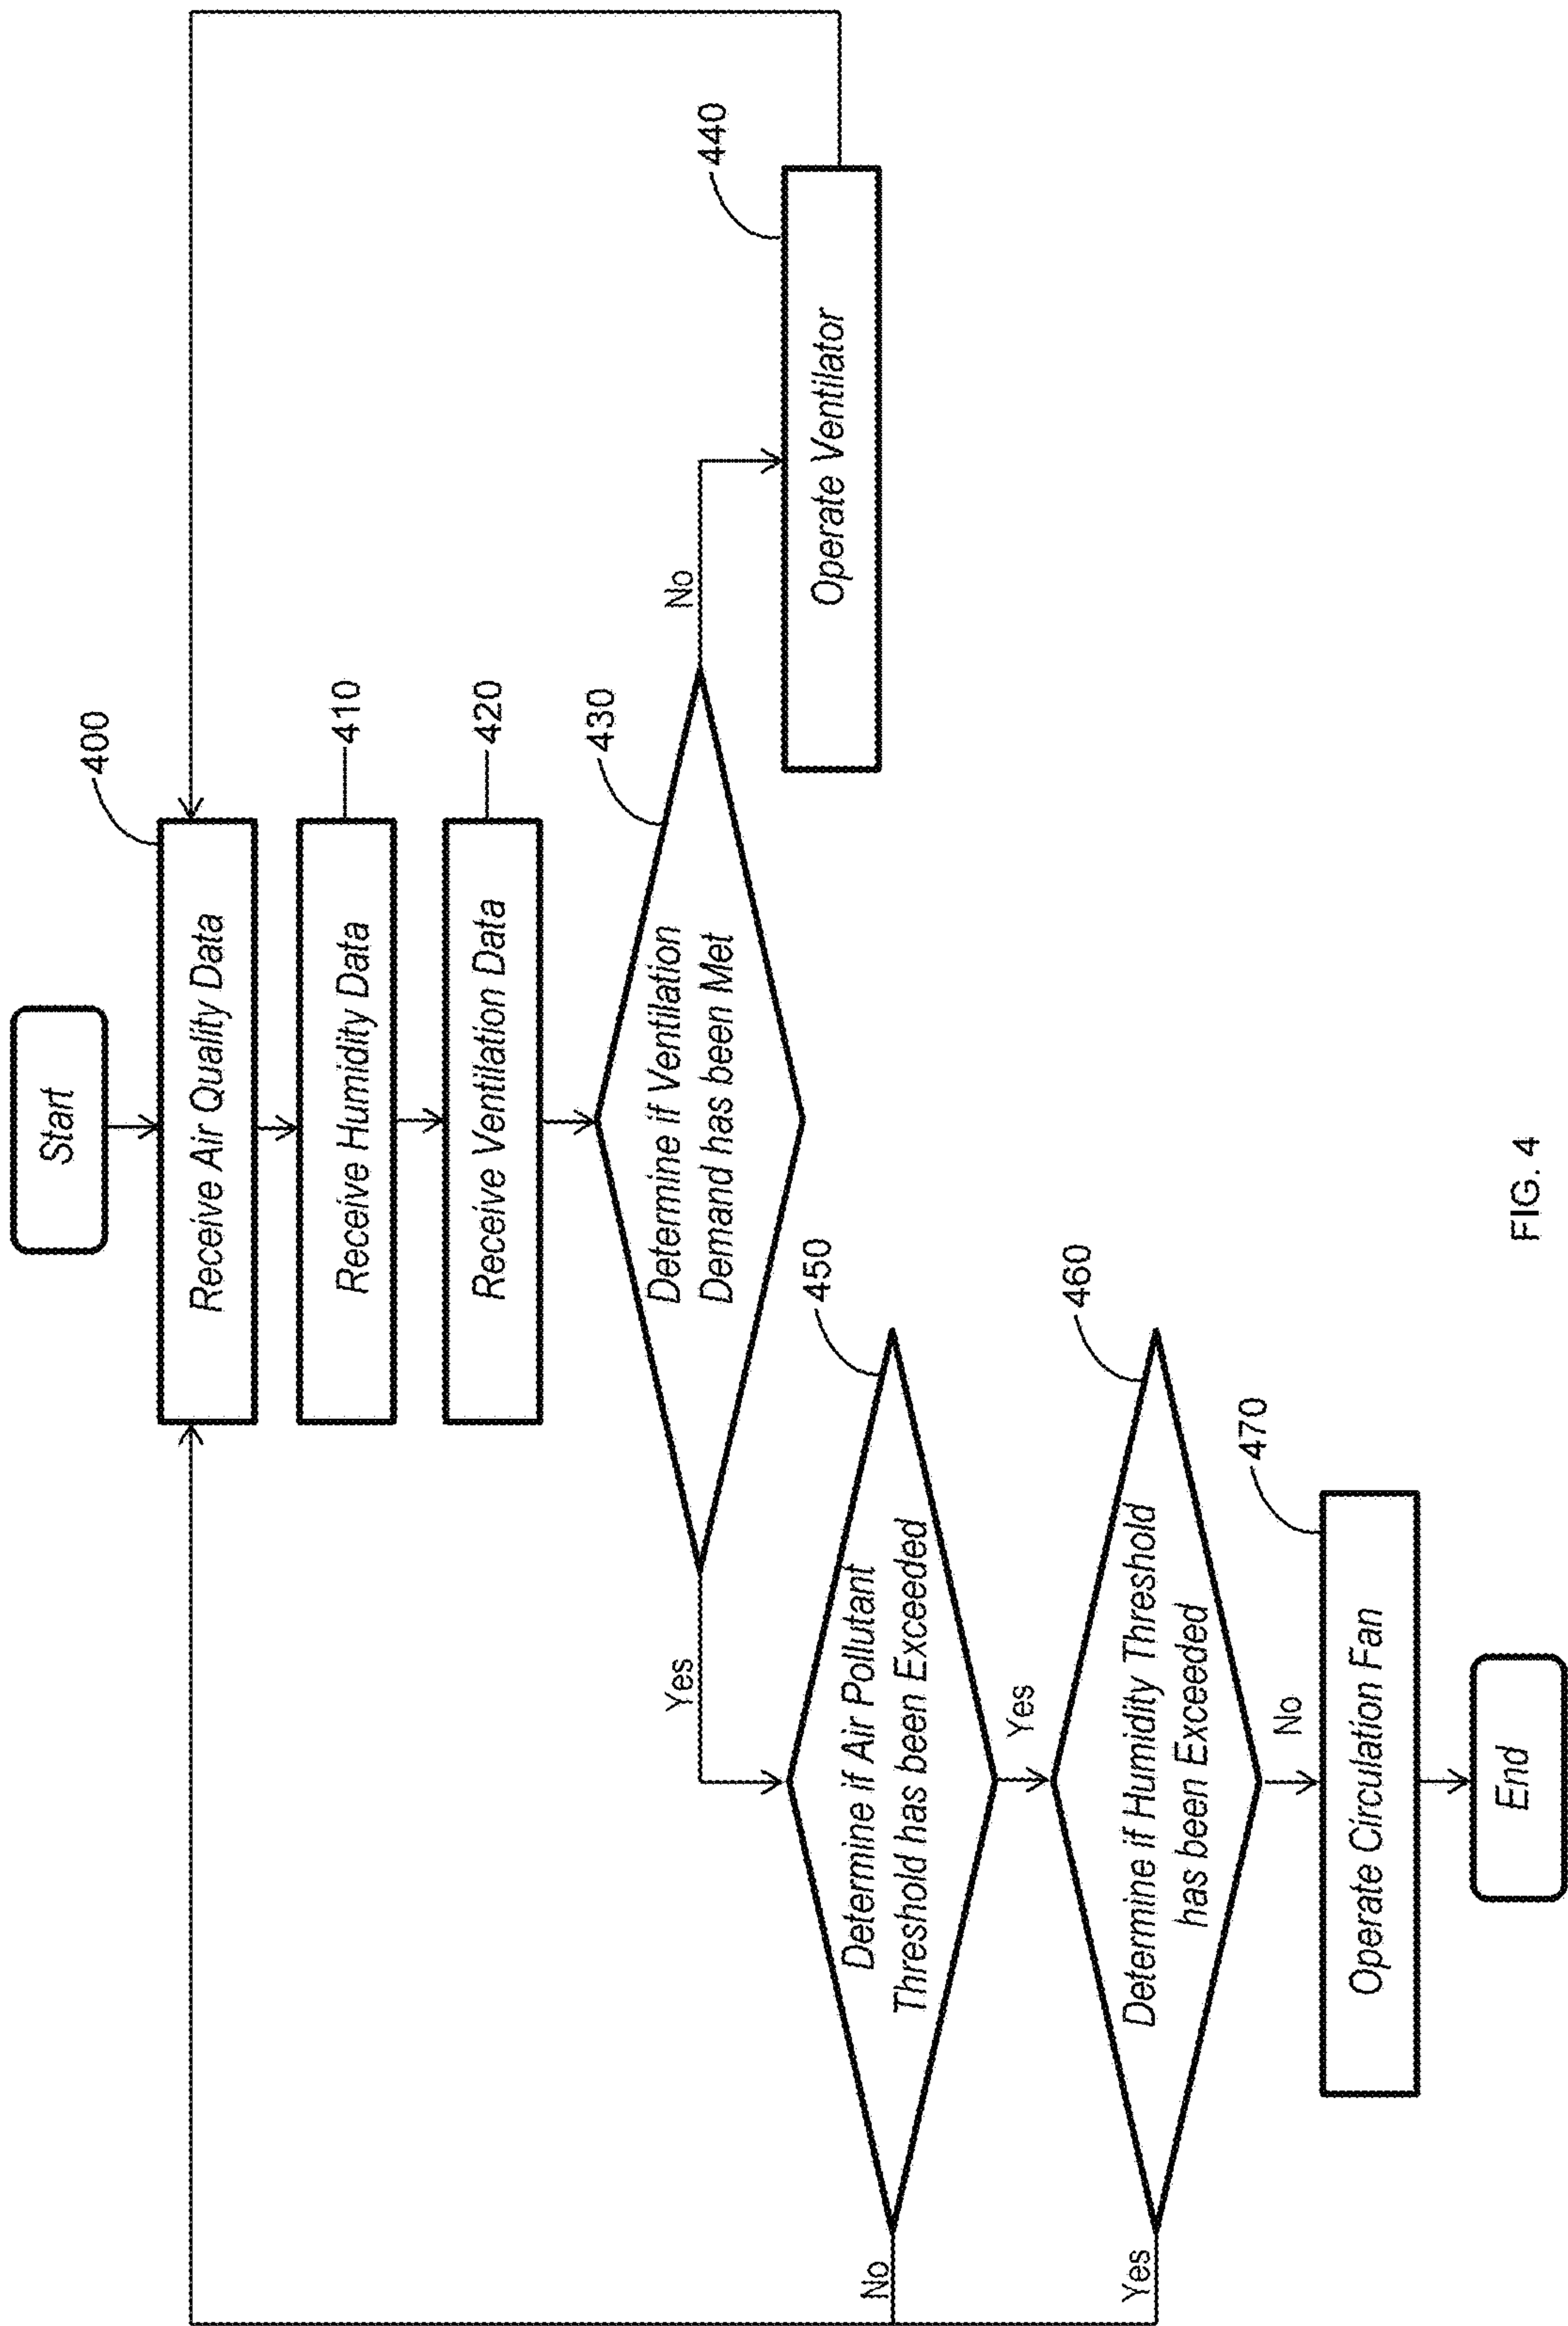 Start
400
Receive Air Quality Data
Receive Humidity Data
410
Receive Ventilation Data
420
430
Determine if Ventilation
Demand has been Met
No
440
Operate Ventilator
Yes
450
Determine if Air Pollutant
Threshold has been Exceeded
No
Yes
460
Determine if Humidity Threshold
has been Exceeded
Yes
No
470
Operate Circulation Fan
End
FIG. 4